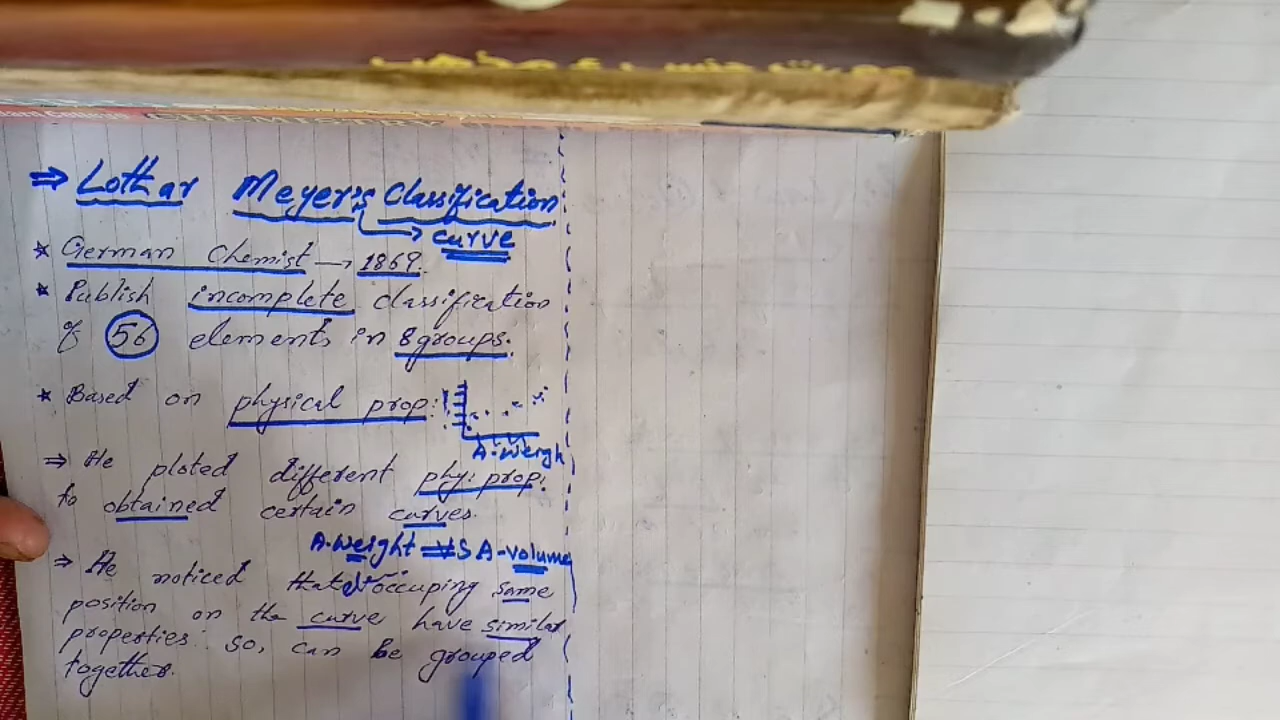 ⇒ Lothar Meyer's Classification
→ curve
* German Chemist → 1869.
* Publish incomplete classification
of 56 elements in 8 groups.
* Based on physical prop:
A. weigh
⇒ He ploted different phy: prop:
to obtained certain curves.
A. weight ⇒ VS A-volume
⇒ He noticed that occuping same
position on the curve have similar
properties. So, can be grouped
together.